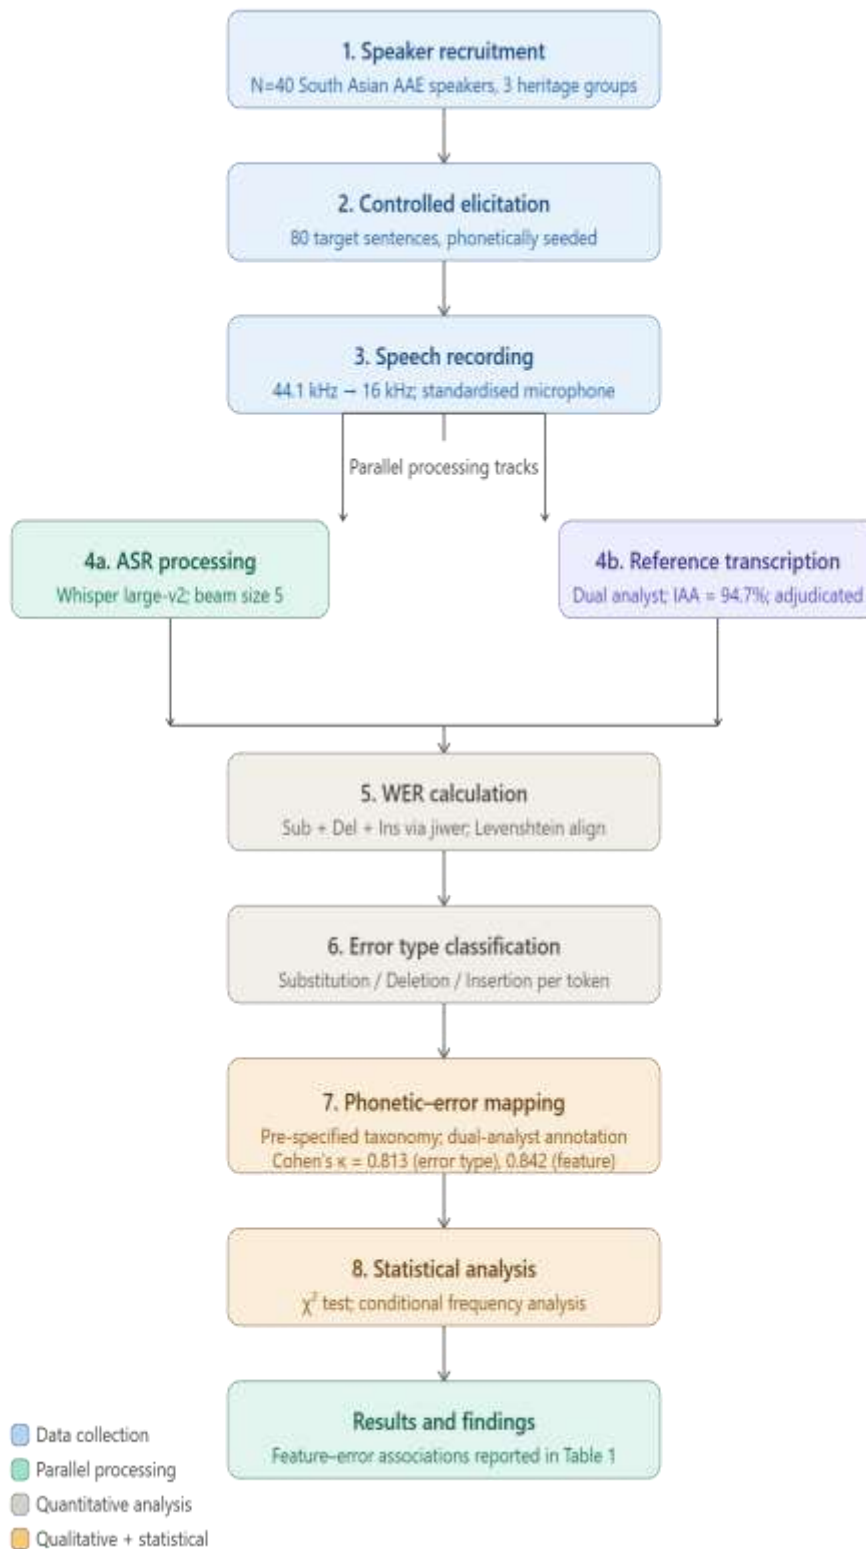 1. Speaker recruitment
N=40 South Asian AAE speakers, 3 heritage groups
2. Controlled elicitation
80 target sentences, phonetically seeded
3. Speech recording
44.1 kHz → 16 kHz; standardised microphone
Parallel processing tracks
4a. ASR processing
Whisper large-v2; beam size 5
4b. Reference transcription
Dual analyst; IAA = 94.7%; adjudicated
5. WER calculation
Sub + Del + Ins via jiwer; Levenshtein align
6. Error type classification
Substitution / Deletion / Insertion per token
7. Phonetic–error mapping
Pre-specified taxonomy; dual-analyst annotation
Cohen's κ = 0.813 (error type), 0.842 (feature)
8. Statistical analysis
χ² test; conditional frequency analysis
Results and findings
Feature–error associations reported in Table 1
Data collection
Parallel processing
Quantitative analysis
Qualitative + statistical